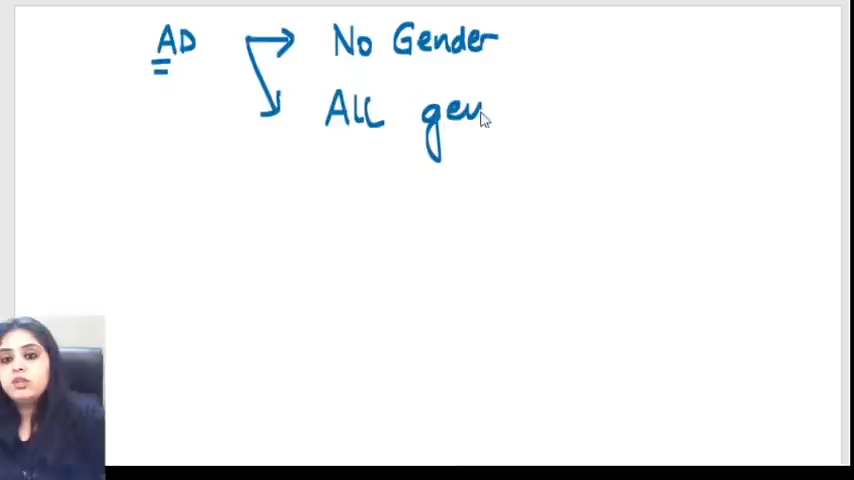 AD → No Gender
All gen